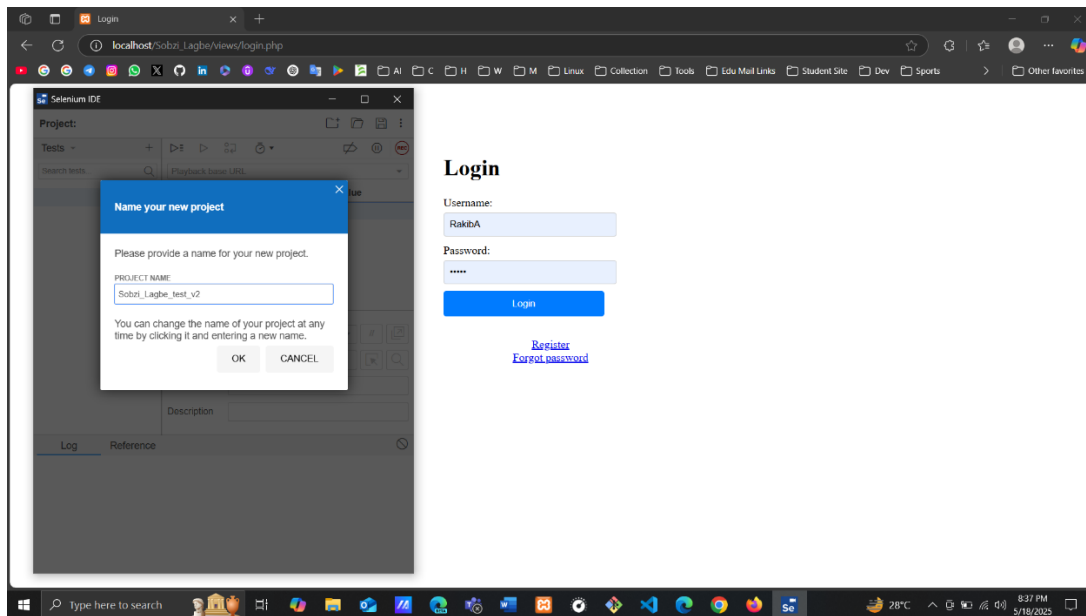 Login
localhost/Sobzi_Lagbe/views/login.php
AI
C
H
W
M
Linux
Collection
Tools
Edu Mail Links
Student Site
Dev
Sports
Other favorites
Selenium IDE
Project:
Tests
Search tests...
Playback base URL
lue
Name your new project
Please provide a name for your new project.
PROJECT NAME
Sobzi_Lagbe_test_v2
You can change the name of your project at any
time by clicking it and entering a new name.
OK
CANCEL
Description
Log
Reference
Login
Username:
RakibA
Password:
•••••
Login
Register
Forgot password
Type here to search
28°C
8:37 PM
5/18/2025